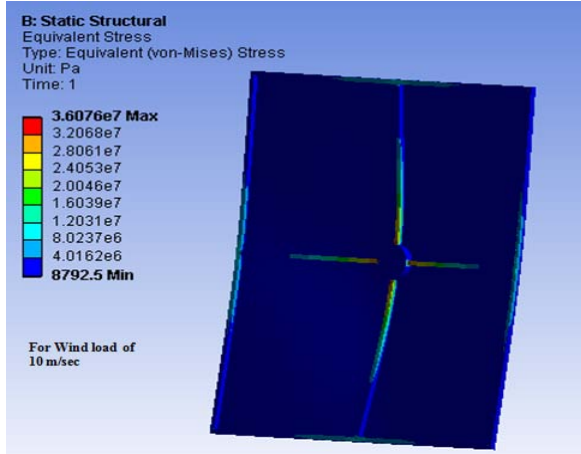 B: Static Structural
Equivalent Stress
Type: Equivalent (von-Mises) Stress
Unit: Pa
Time: 1
3.6076e7 Max
3.2068e7
2.8061e7
2.4053e7
2.0046e7
1.6039e7
1.2031e7
8.0237e6
4.0162e6
8792.5 Min
For Wind load of
10 m/sec